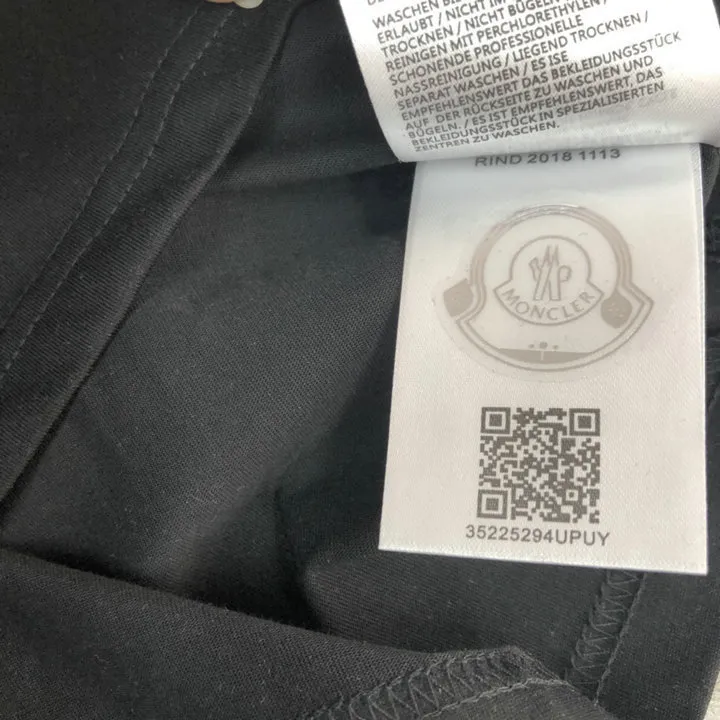 WASCHEN
ERLAUBT / NICHT IM
TROCKNEN / NICHT BÜGELN
REINIGEN MIT PERCHLORETHYLEN /
SCHONENDE PROFESSIONELLE
NASSREINIGUNG / LIEGEND TROCKNEN /
SEPARAT WASCHEN / ES ISE
EMPFEHLENSWERT DAS BEKLEIDUNGSSTÜCK
AUF DER RÜCKSEITE ZU WASCHEN UND
BÜGELN. / ES IST EMPFEHLENSWERT, DAS
BEKLEIDUNGSSTÜCK IN SPEZIALISIERTEN
ZENTREN ZU WASCHEN.
RIND 2018 1113
MONCLER
35225294UPUY